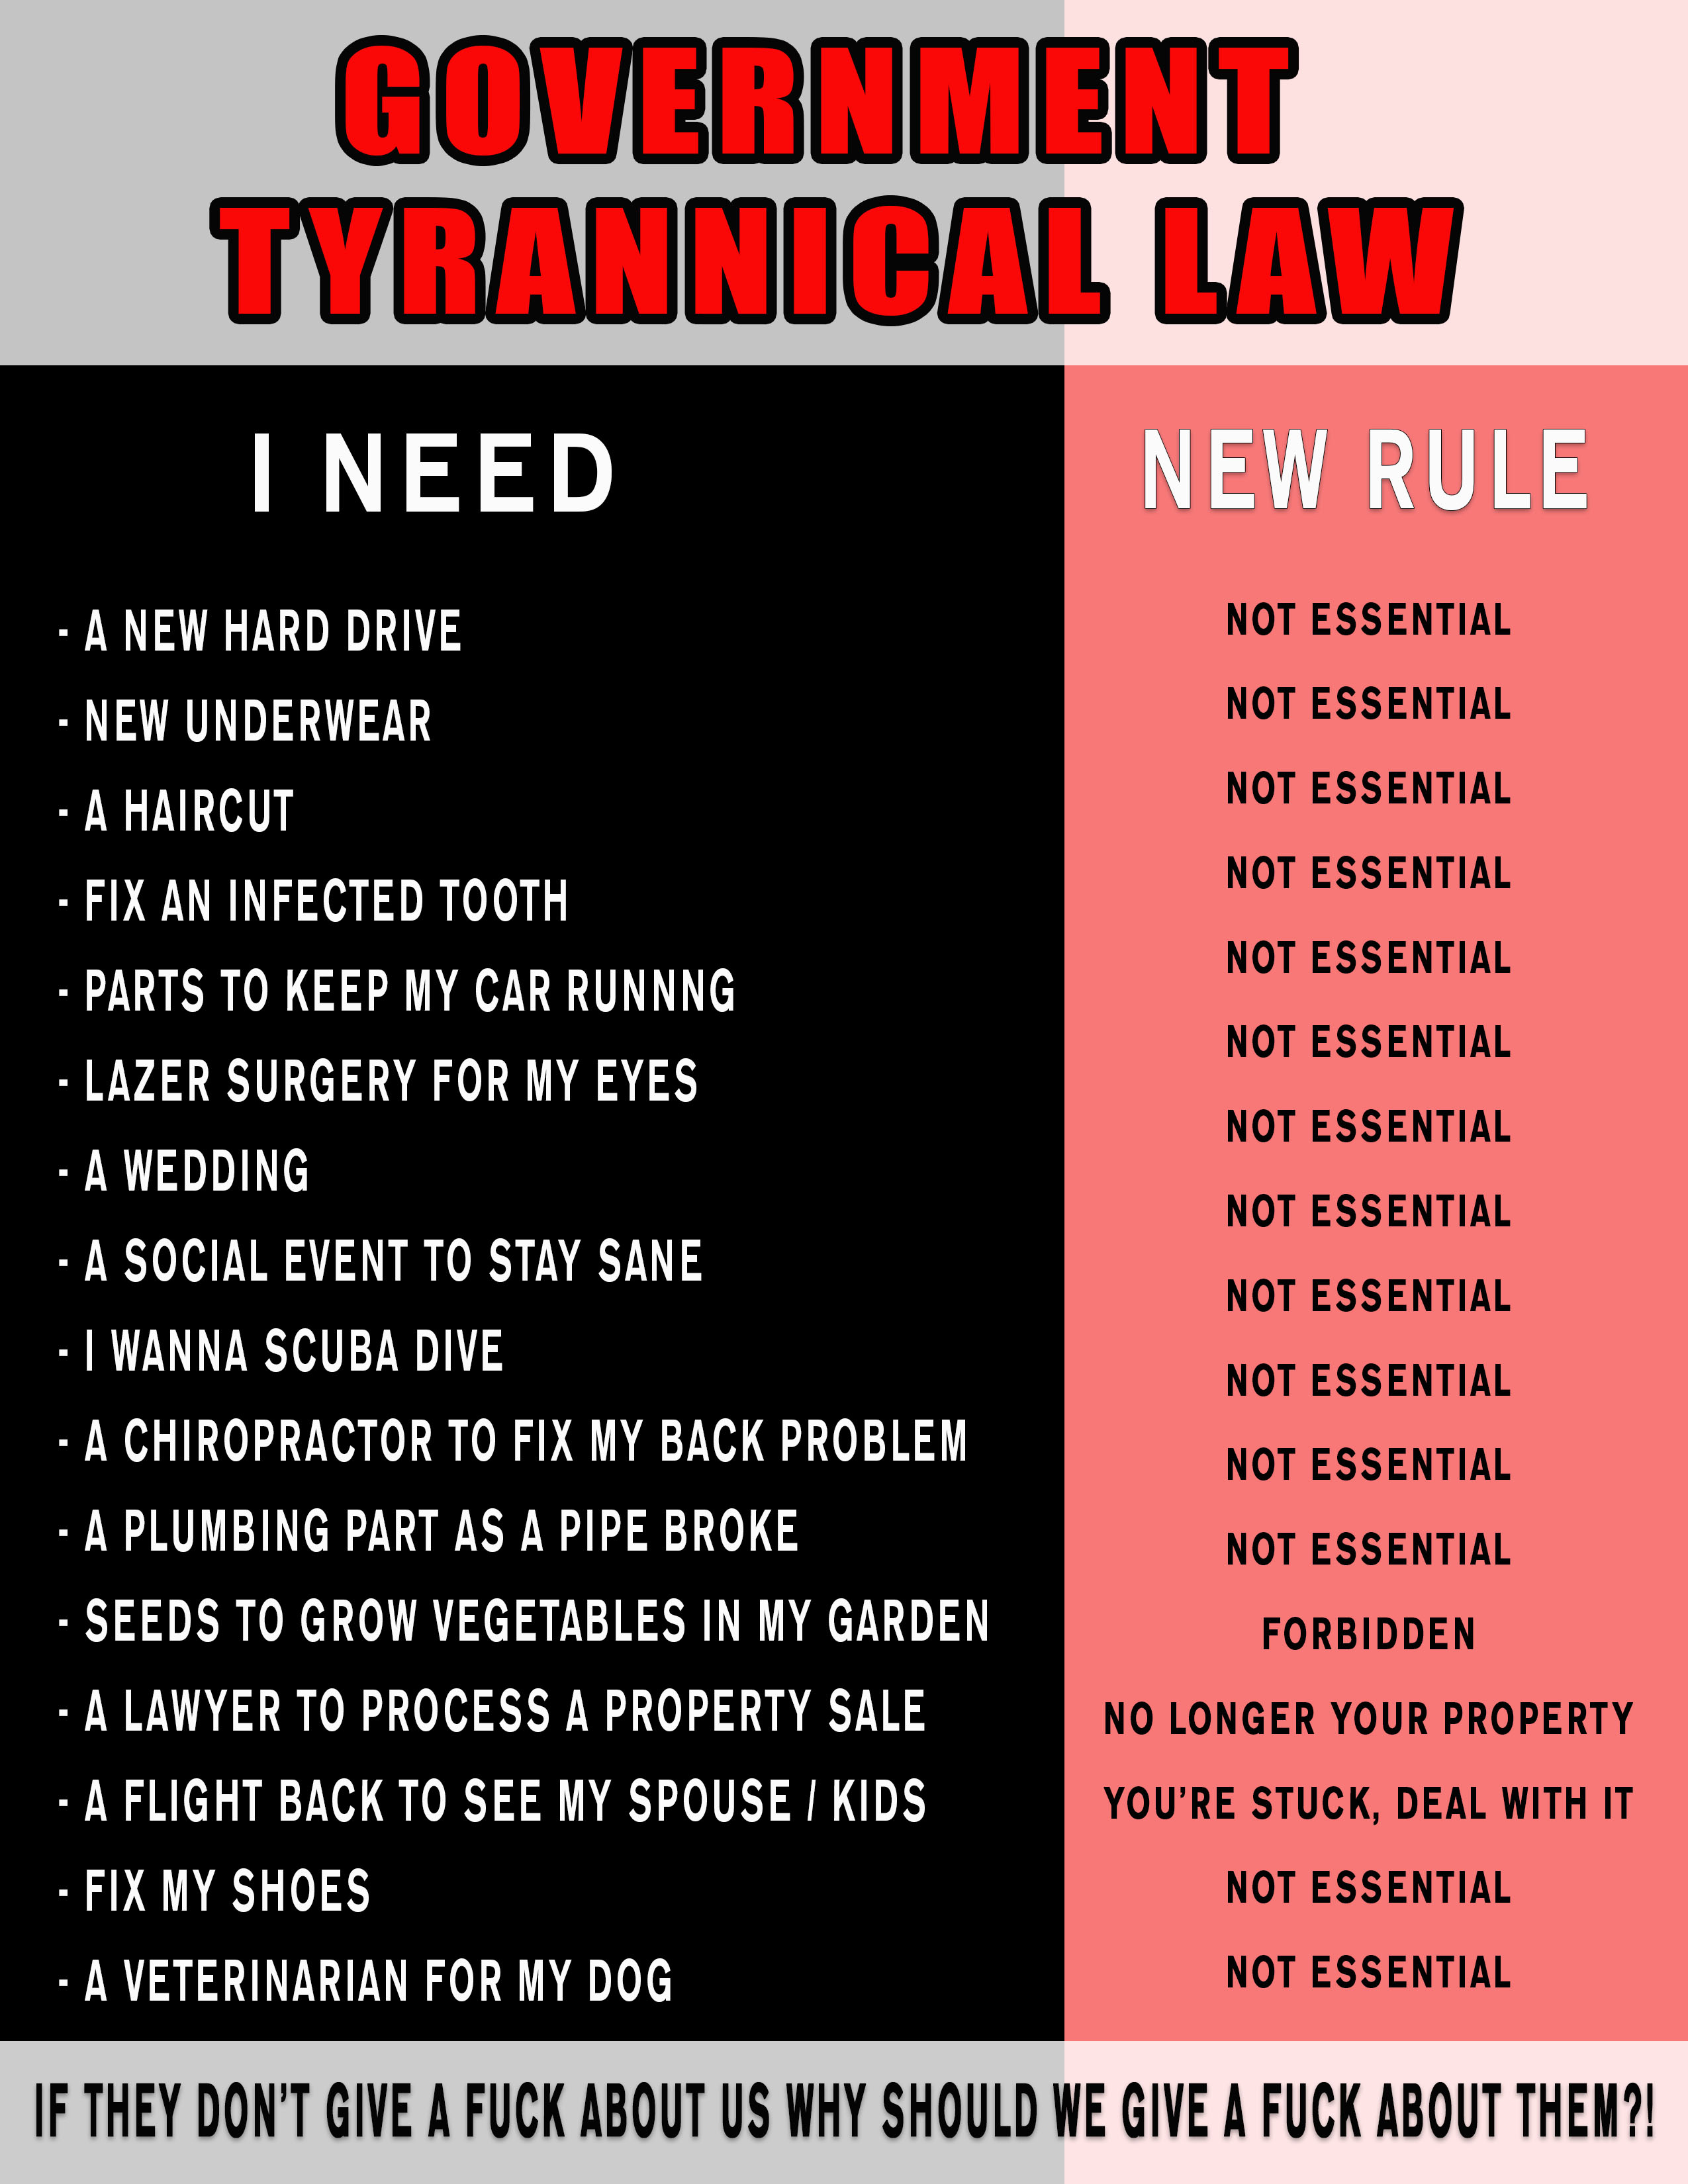 GOVERNMENT
TYRANNICAL LAW
I NEED
NEW RULE
- A NEW HARD DRIVE
NOT ESSENTIAL
- NEW UNDERWEAR
NOT ESSENTIAL
- A HAIRCUT
NOT ESSENTIAL
- FIX AN INFECTED TOOTH
NOT ESSENTIAL
- PARTS TO KEEP MY CAR RUNNNG
NOT ESSENTIAL
- LAZER SURGERY FOR MY EYES
NOT ESSENTIAL
- A WEDDING
NOT ESSENTIAL
- A SOCIAL EVENT TO STAY SANE
NOT ESSENTIAL
- I WANNA SCUBA DIVE
NOT ESSENTIAL
- A CHIROPRACTOR TO FIX MY BACK PROBLEM
NOT ESSENTIAL
- A PLUMBING PART AS A PIPE BROKE
NOT ESSENTIAL
- SEEDS TO GROW VEGETABLES IN MY GARDEN
NOT ESSENTIAL
- A LAWYER TO PROCESS A PROPERTY SALE
FORBIDDEN
- A FLIGHT BACK TO SEE MY SPOUSE / KIDS
NO LONGER YOUR PROPERTY
- FIX MY SHOES
YOU'RE STUCK, DEAL WITH IT
- A VETERINARIAN FOR MY DOG
NOT ESSENTIAL
NOT ESSENTIAL
IF THEY DON'T GIVE A FUCK ABOUT US WHY SHOULD WE GIVE A FUCK ABOUT THEM?!